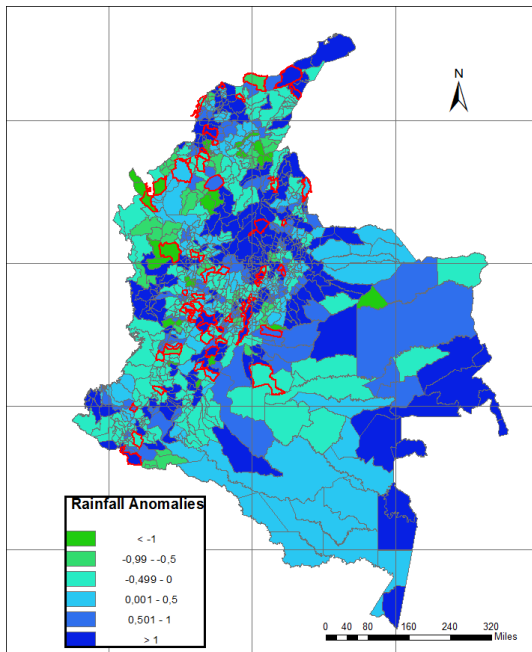 N
Rainfall Anomalies
< -1
-0,99 - -0,5
-0,499 - 0
0,001 - 0,5
0,501 - 1
> 1
0 40 80 160 240 320
Miles